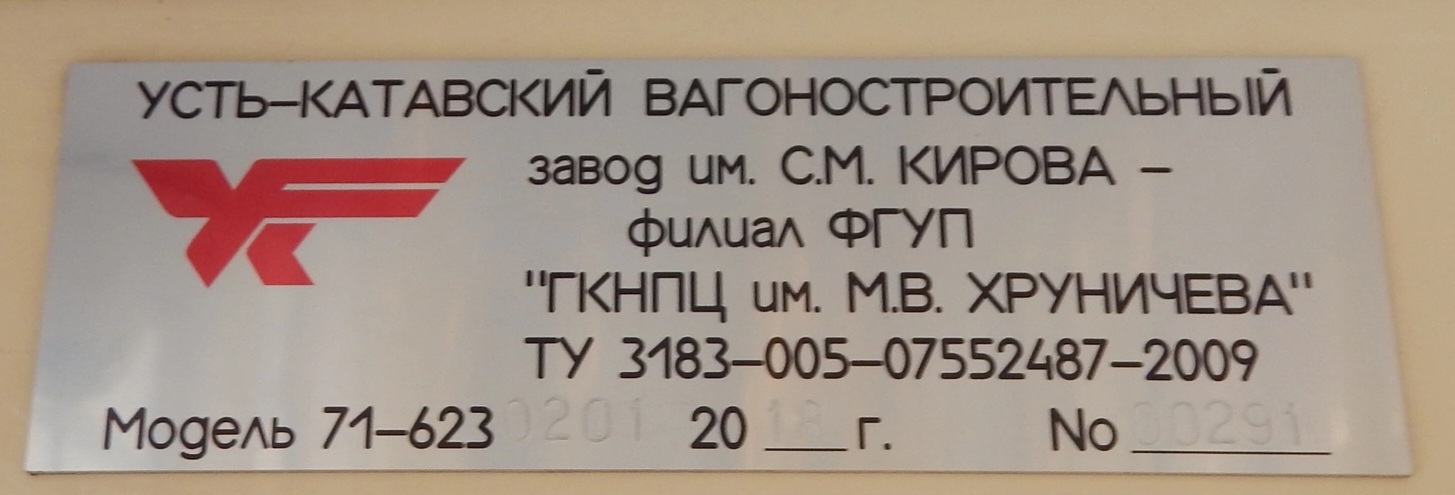 УСТЬ–КАТАВСКИЙ ВАГОНОСТРОИТЕЛЬНЫЙ
завод им. С.М. КИРОВА –
филиал ФГУП
"ГКНПЦ им. М.В. ХРУНИЧЕВА"
ТУ 3183–005–07552487–2009
Модель 71–623 0201 20 18 г. No 00291